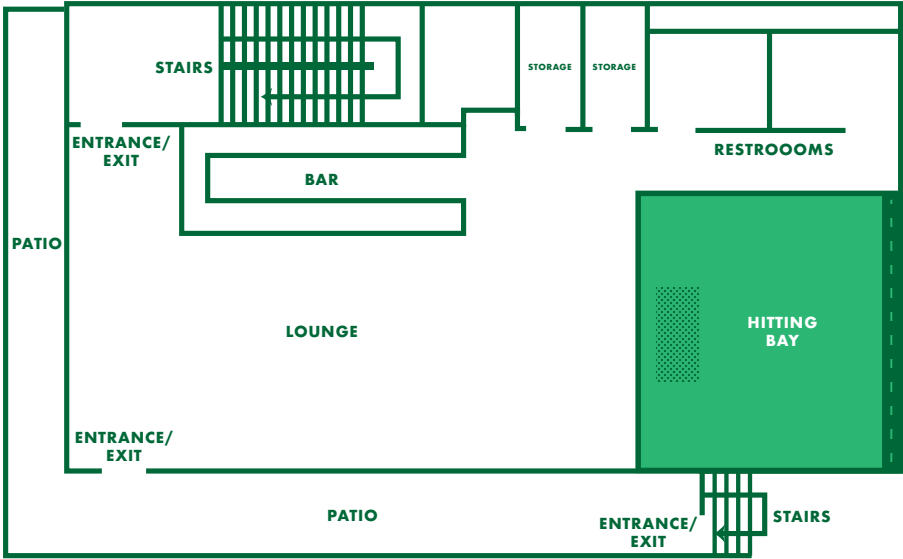 STAIRS
STORAGE
STORAGE
ENTRANCE/
EXIT
RESTROOOMS
BAR
PATIO
LOUNGE
HITTING
BAY
ENTRANCE/
EXIT
PATIO
ENTRANCE/
EXIT
STAIRS